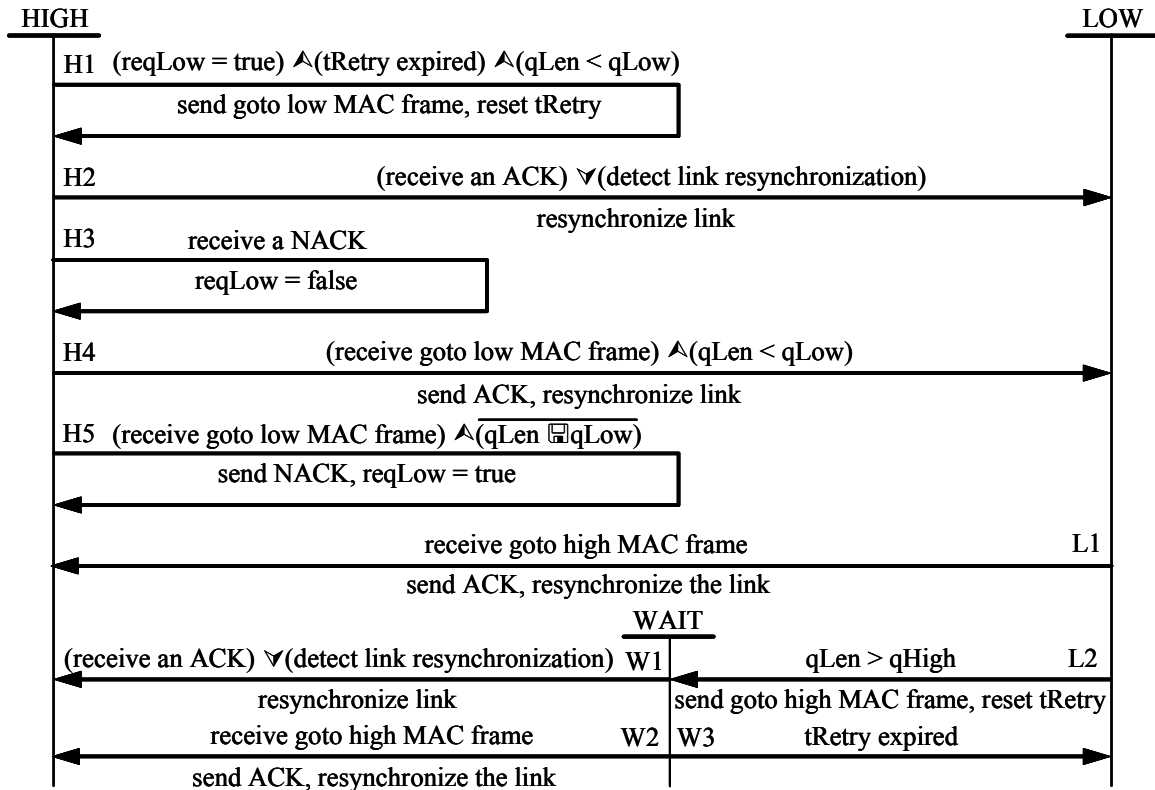 HIGH LOW
H1 (reqLow = true) ⋏(tRetry expired) ⋏(qLen < qLow)
send goto low MAC frame, reset tRetry
H2 (receive an ACK) ⋎(detect link resynchronization)
resynchronize link
H3 receive a NACK
reqLow = false
H4 (receive goto low MAC frame) ⋏(qLen < qLow)
send ACK, resynchronize link
H5 (receive goto low MAC frame) ⋏(qLen 🖫qLow)
send NACK, reqLow = true
receive goto high MAC frame L1
send ACK, resynchronize the link
WAIT
(receive an ACK) ⋎(detect link resynchronization) W1 qLen > qHigh L2
resynchronize link send goto high MAC frame, reset tRetry
receive goto high MAC frame W2 W3 tRetry expired
send ACK, resynchronize the link